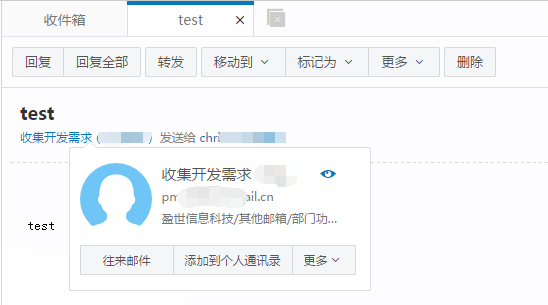 收件箱 test ×
回复 回复全部 转发 移动到 标记为 更多 删除
test
收集开发需求 ( ) 发送给 chri
收集开发需求
pm ail.cn
盈世信息科技/其他邮箱/部门功...
test
往来邮件 添加到个人通讯录 更多